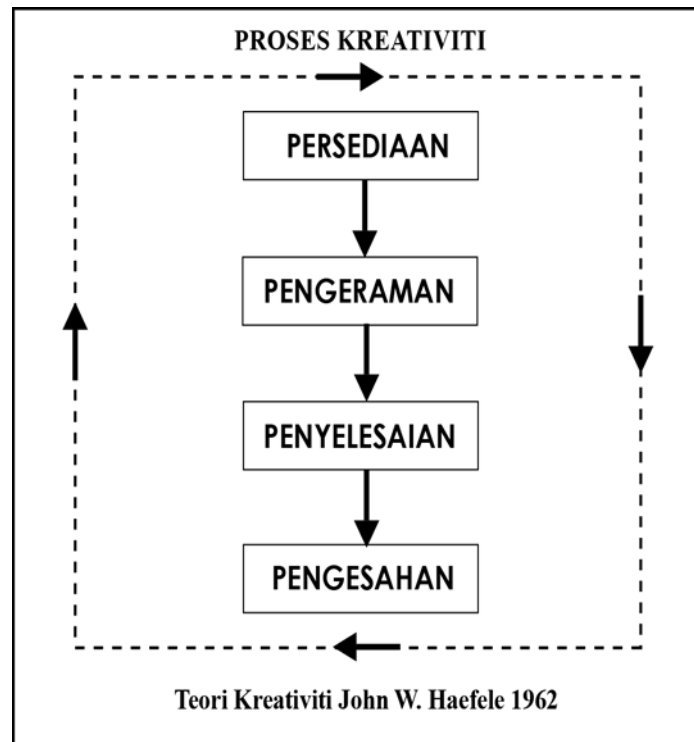 PROSES KREATIVITI
PERSEDIAAN
PENGERAMAN
PENYELESAIAN
PENGESAHAN
Teori Kreativiti John W. Haefele 1962